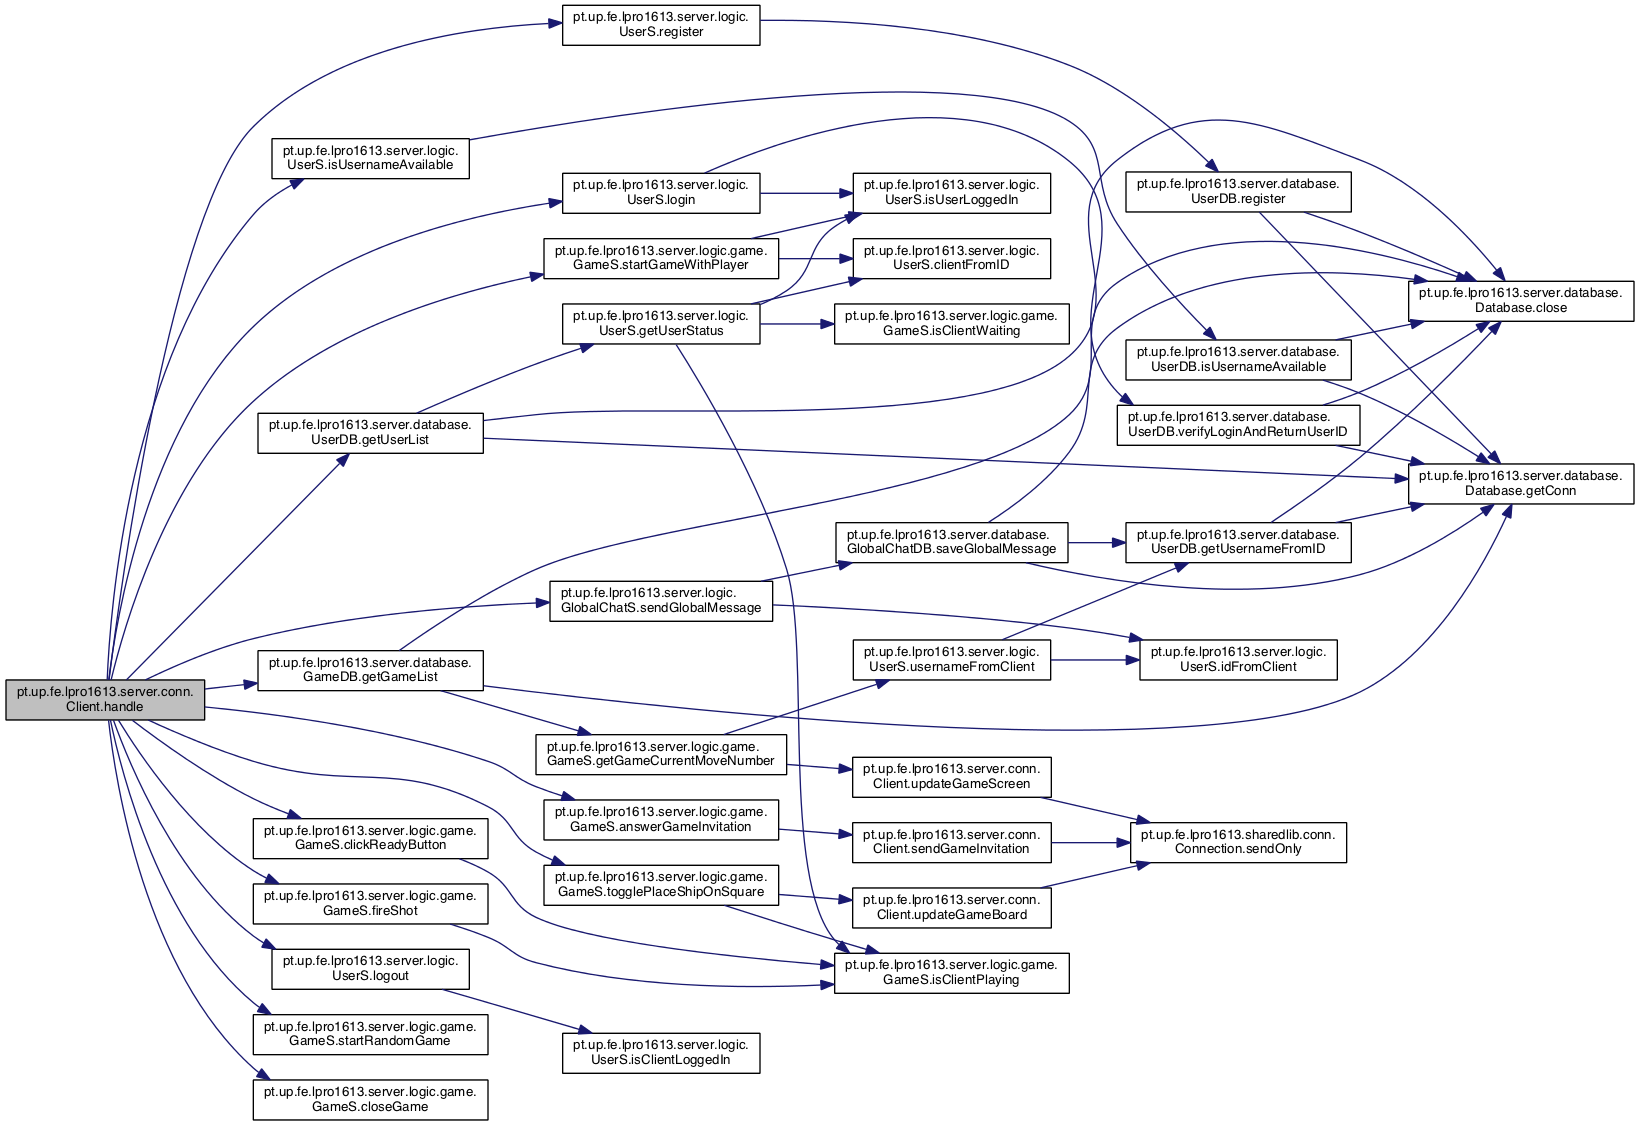 pt.up.fe.lpro1613.server.logic.
UserS.register
pt.up.fe.lpro1613.server.logic.
UserS.isUsernameAvailable
pt.up.fe.lpro1613.server.logic.
UserS.login
pt.up.fe.lpro1613.server.logic.
UserS.isUserLoggedIn
pt.up.fe.lpro1613.server.database.
UserDB.register
pt.up.fe.lpro1613.server.logic.game.
GameS.startGameWithPlayer
pt.up.fe.lpro1613.server.logic.
UserS.clientFromID
pt.up.fe.lpro1613.server.database.
Database.close
pt.up.fe.lpro1613.server.logic.
UserS.getUserStatus
pt.up.fe.lpro1613.server.logic.game.
GameS.isClientWaiting
pt.up.fe.lpro1613.server.database.
UserDB.isUsernameAvailable
pt.up.fe.lpro1613.server.database.
UserDB.getUserList
pt.up.fe.lpro1613.server.database.
UserDB.verifyLoginAndReturnUserID
pt.up.fe.lpro1613.server.database.
Database.getConn
pt.up.fe.lpro1613.server.database.
GlobalChatDB.saveGlobalMessage
pt.up.fe.lpro1613.server.database.
UserDB.getUsernameFromID
pt.up.fe.lpro1613.server.logic.
GlobalChatS.sendGlobalMessage
pt.up.fe.lpro1613.server.database.
GameDB.getGameList
pt.up.fe.lpro1613.server.logic.
UserS.usernameFromClient
pt.up.fe.lpro1613.server.logic.
UserS.idFromClient
pt.up.fe.lpro1613.server.conn.
Client.handle
pt.up.fe.lpro1613.server.logic.game.
GameS.getGameCurrentMoveNumber
pt.up.fe.lpro1613.server.conn.
Client.updateGameScreen
pt.up.fe.lpro1613.server.logic.game.
GameS.answerGameInvitation
pt.up.fe.lpro1613.server.logic.game.
GameS.clickReadyButton
pt.up.fe.lpro1613.server.conn.
Client.sendGameInvitation
pt.up.fe.lpro1613.sharedlib.conn.
Connection.sendOnly
pt.up.fe.lpro1613.server.logic.game.
GameS.togglePlaceShipOnSquare
pt.up.fe.lpro1613.server.logic.game.
GameS.fireShot
pt.up.fe.lpro1613.server.conn.
Client.updateGameBoard
pt.up.fe.lpro1613.server.logic.
UserS.logout
pt.up.fe.lpro1613.server.logic.game.
GameS.isClientPlaying
pt.up.fe.lpro1613.server.logic.game.
GameS.startRandomGame
pt.up.fe.lpro1613.server.logic.
UserS.isClientLoggedIn
pt.up.fe.lpro1613.server.logic.game.
GameS.closeGame